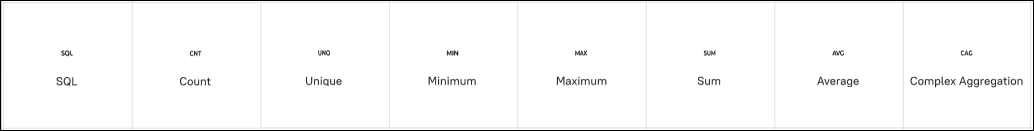 SQL CNT UNQ MIN MAX SUM AVG CAG
SQL Count Unique Minimum Maximum Sum Average Complex Aggregation